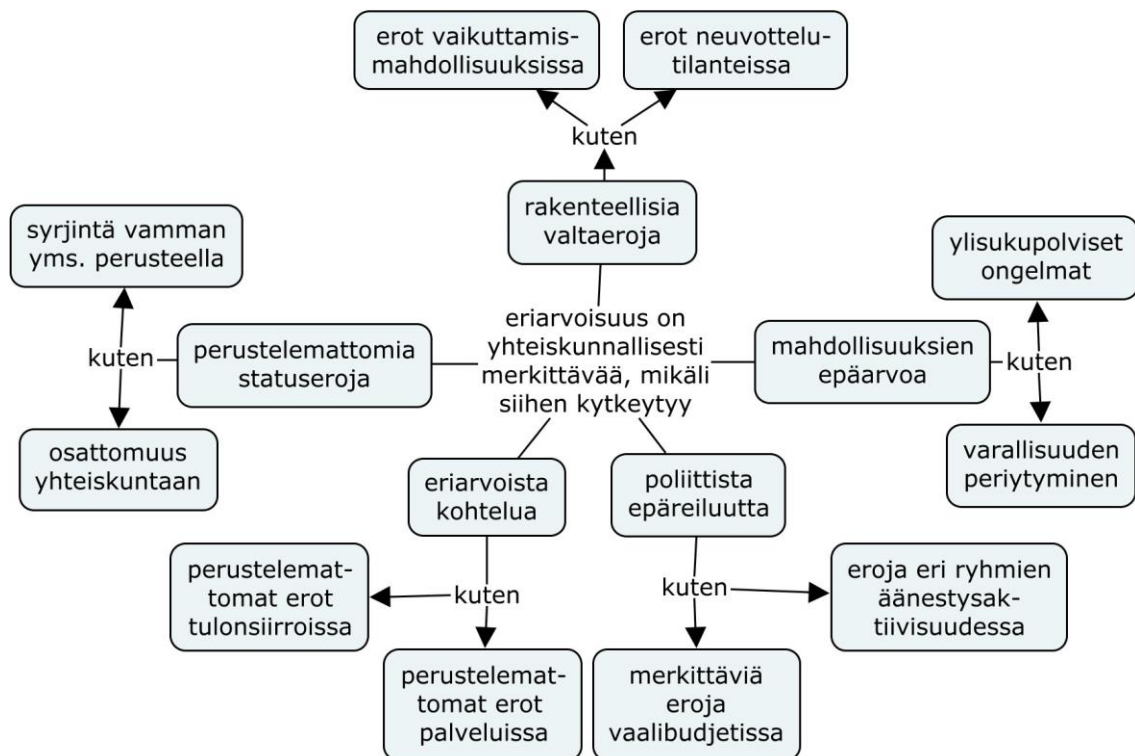 erot vaikuttamis-
mahdollisuuksissa
erot neuvottelu-
tilanteissa
kuten
rakenteellisia
valtaeroja
syrjintä vamman
yms. perusteella
kuten
perustelemattomia
statuseroja
osattomuus
yhteiskuntaan
eriarvoisuus on
yhteiskunnallisesti
merkittävää, mikäli
siihen kytkeytyy
mahdollisuuksien
epäarvoa
kuten
ylisukupolviset
ongelmat
varallisuuden
periytyminen
eriarvoista
kohtelua
kuten
perustelemat-
tomat erot
tulonsiirroissa
perustelemat-
tomat erot
palveluissa
poliittista
epäreiluutta
kuten
merkittäviä
eroja
vaalibudjetissa
eroja eri ryhmien
äänestysak-
tiivisuudessa